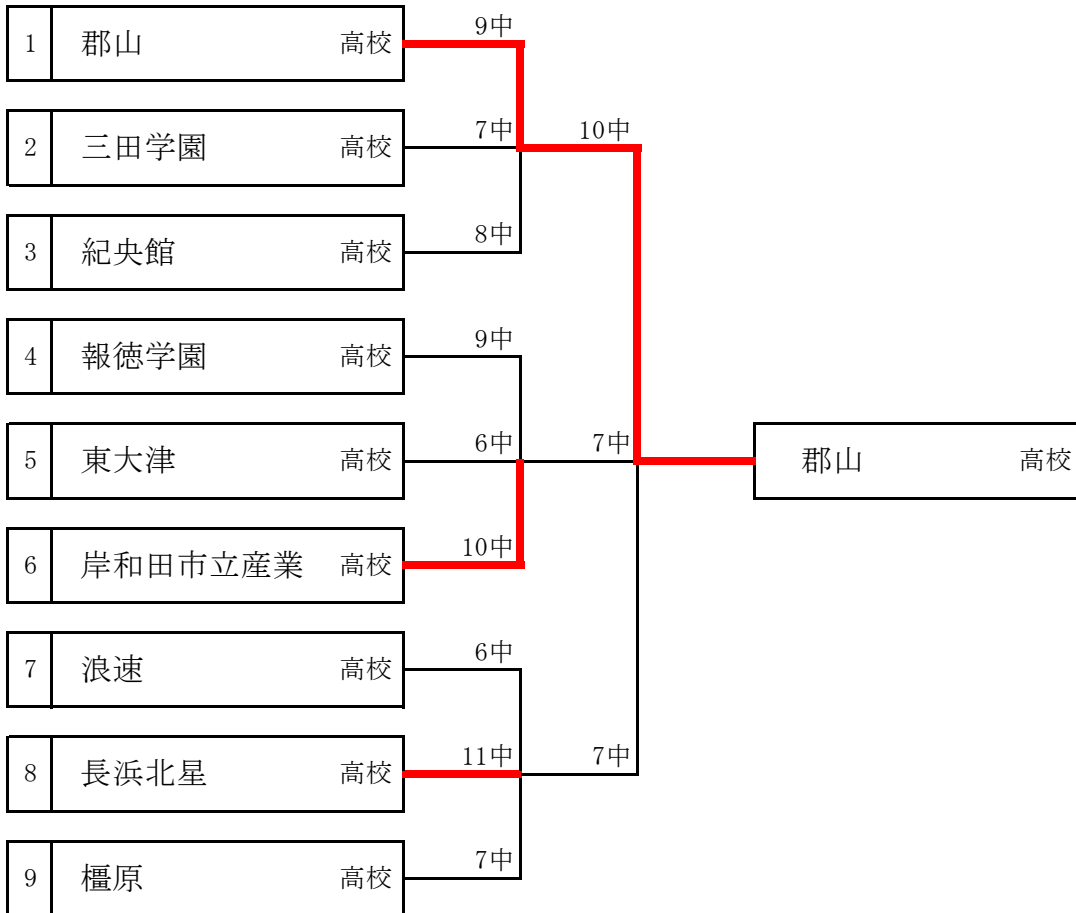 9中
1 郡山 高校
7中 10中
2 三田学園 高校
8中
3 紀央館 高校
9中
4 報徳学園 高校
6中 7中
5 東大津 高校 郡山 高校
10中
6 岸和田市立産業 高校
6中
7 浪速 高校
11中 7中
8 長浜北星 高校
7中
9 橿原 高校